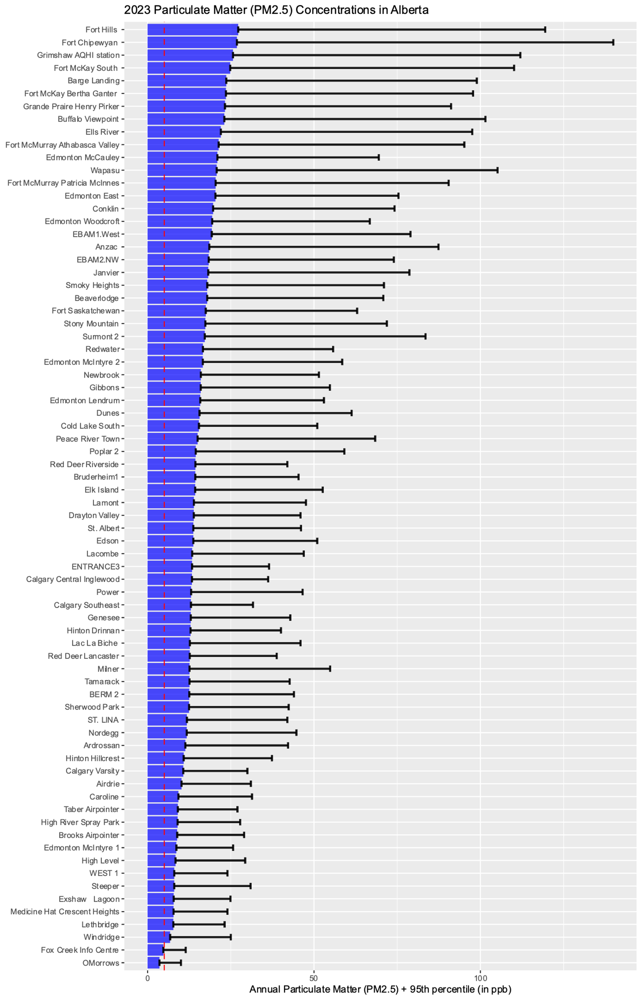 2023 Particulate Matter (PM2.5) Concentrations in Alberta
Fort Hills
Fort Chipewyan
Grimshaw AQHI station
Fort McKay South
Barge Landing
Fort McKay Bertha Ganter
Grande Praire Henry Pirker
Buffalo Viewpoint
Ells River
Fort McMurray Athabasca Valley
Edmonton McCauley
Wapasu
Fort McMurray Patricia McInnes
Edmonton East
Conklin
Edmonton Woodcroft
EBAM1.West
Anzac
EBAM2.NW
Janvier
Smoky Heights
Beaverlodge
Fort Saskatchewan
Stony Mountain
Surmont 2
Redwater
Edmonton McIntyre 2
Newbrook
Gibbons
Edmonton Lendrum
Dunes
Cold Lake South
Peace River Town
Poplar 2
Red Deer Riverside
Bruderheim1
Elk Island
Lamont
Drayton Valley
St. Albert
Edson
Lacombe
ENTRANCE3
Calgary Central Inglewood
Power
Calgary Southeast
Genesee
Hinton Drinnan
Lac La Biche
Red Deer Lancaster
Milner
Tamarack
BERM 2
Sherwood Park
ST. LINA
Nordegg
Ardrossan
Hinton Hillcrest
Calgary Varsity
Airdrie
Caroline
Taber Airpointer
High River Spray Park
Brooks Airpointer
Edmonton McIntyre 1
High Level
WEST 1
Steeper
Exshaw Lagoon
Medicine Hat Crescent Heights
Lethbridge
Windridge
Fox Creek Info Centre
OMorrows
0 50 100
Annual Particulate Matter (PM2.5) + 95th percentile (in ppb)